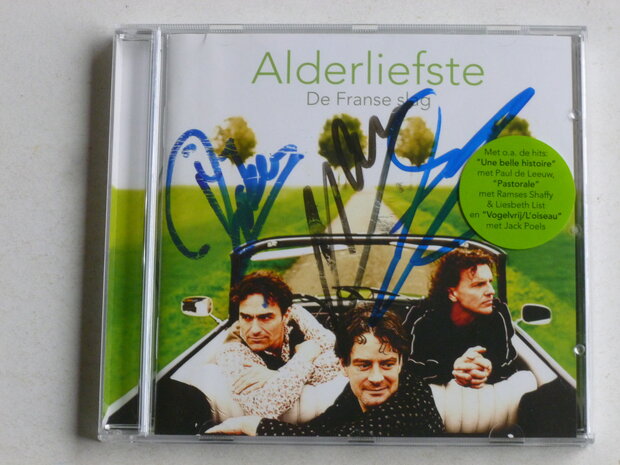 Alderliefste
De Franse slag
Met o.a. de hits:
"Une belle histoire"
met Paul de Leeuw,
"Pastorale"
met Ramses Shaffy
& Liesbeth List
en "Vogelvrij/L'oiseau"
met Jack Poels